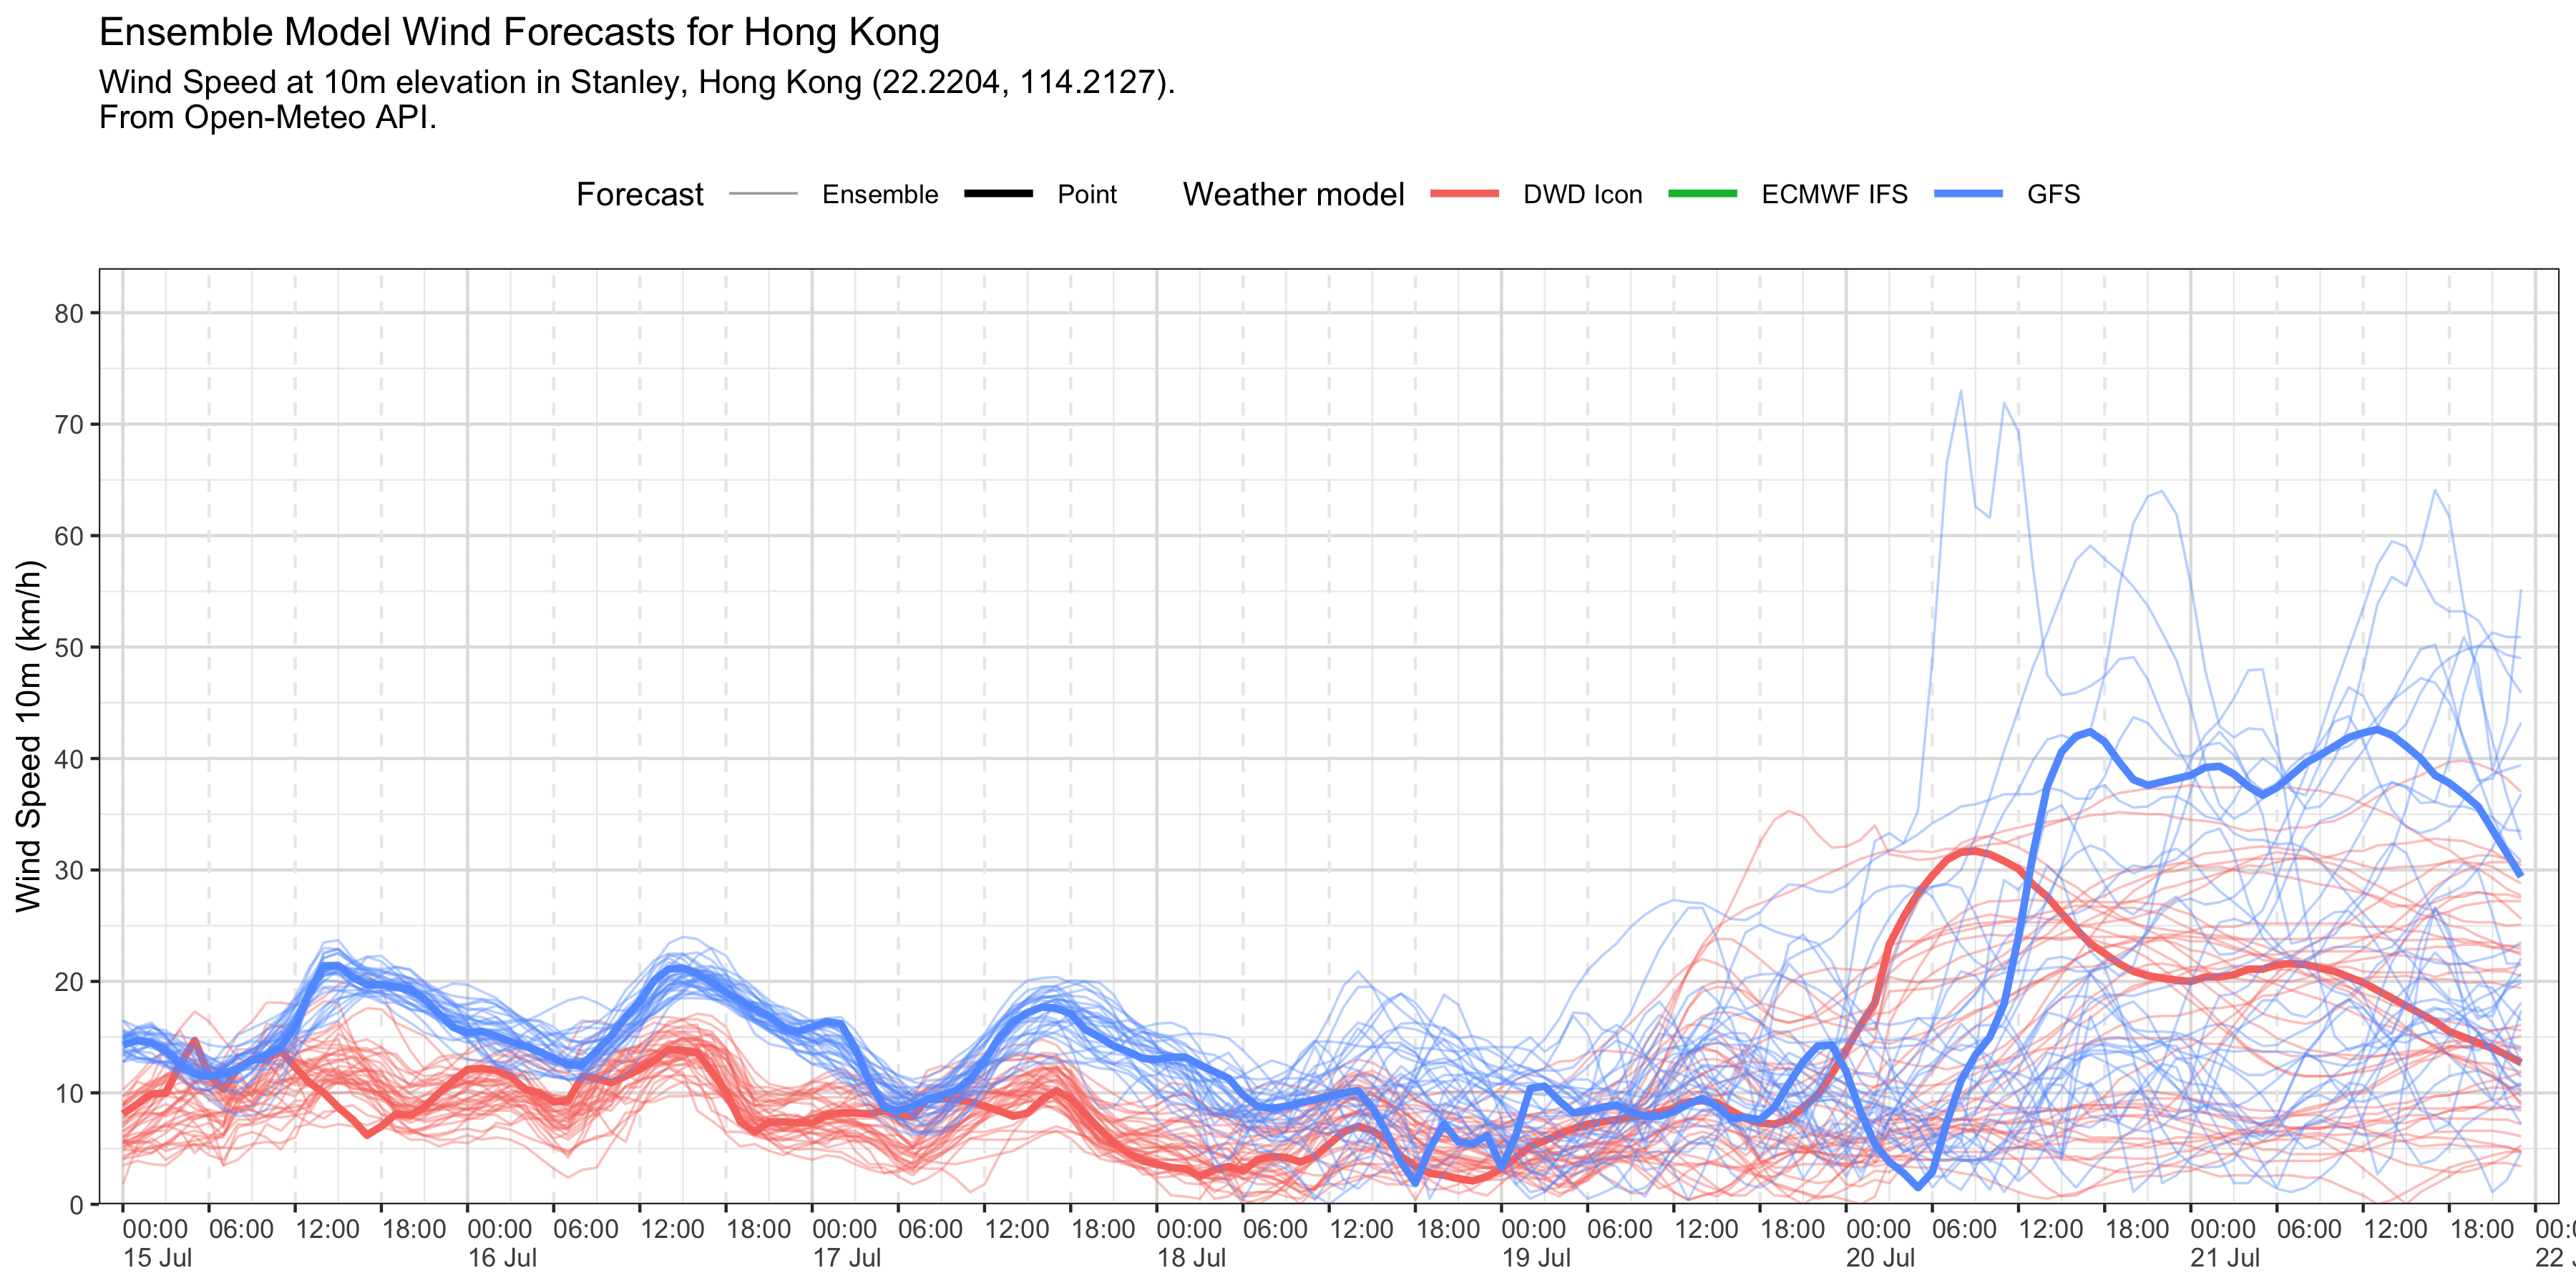 Ensemble Model Wind Forecasts for Hong Kong
Wind Speed at 10m elevation in Stanley, Hong Kong (22.2204, 114.2127).
From Open-Meteo API.
Forecast Ensemble Point Weather model DWD Icon ECMWF IFS GFS
Wind Speed 10m (km/h)
80
70
60
50
40
30
20
10
0
00:00 06:00 12:00 18:00 00:00 06:00 12:00 18:00 00:00 06:00 12:00 18:00 00:00 06:00 12:00 18:00 00:00 06:00 12:00 18:00 00:00 06:00 12:00 18:00 00:00 06:00 12:00 18:00
15 Jul 16 Jul 17 Jul 18 Jul 19 Jul 20 Jul 21 Jul 22